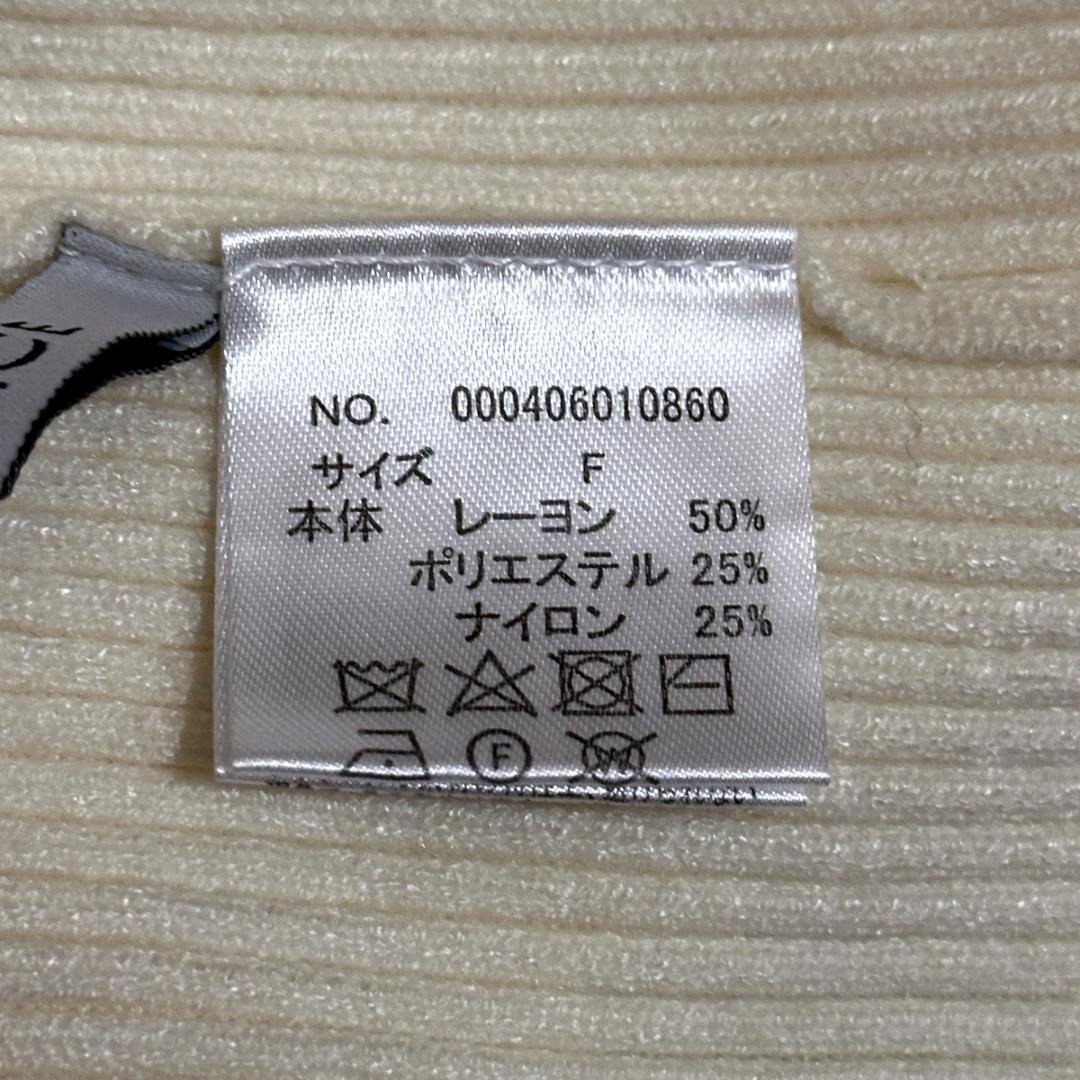 NO. 000406010860
サイズ F
本体 レーヨン 50%
ポリエステル 25%
ナイロン 25%
F
W